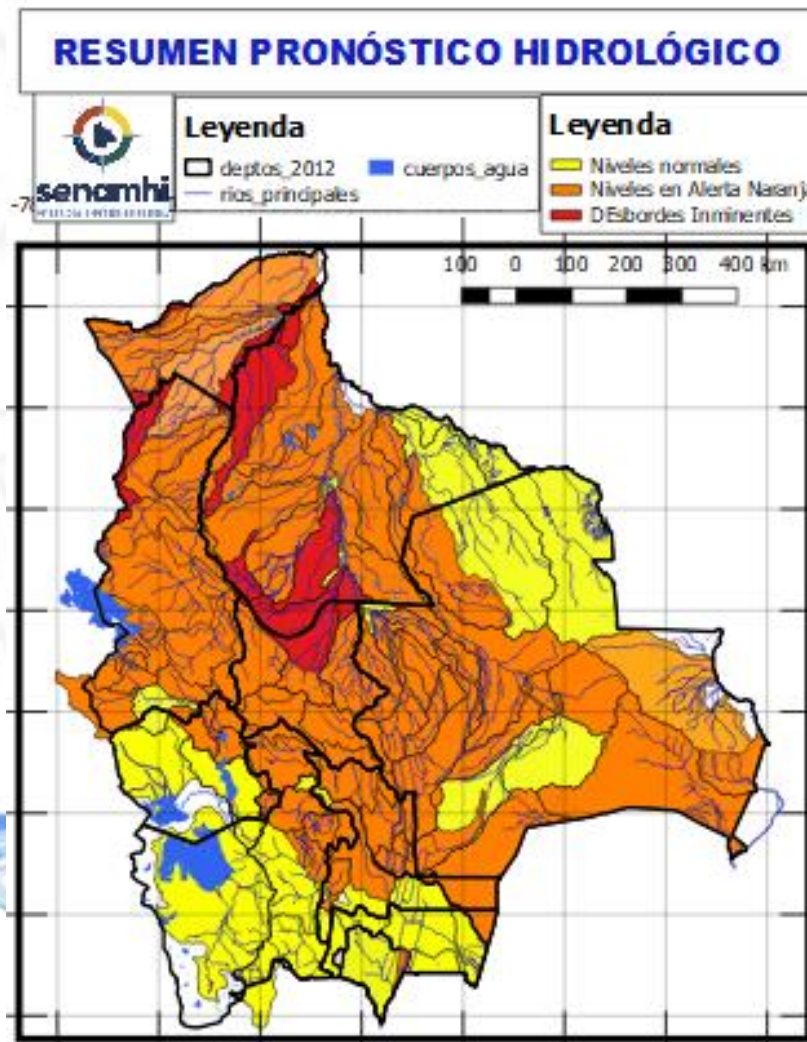 RESUMEN PRONÓSTICO HIDROLÓGICO
senamhi
Leyenda
deptos_2012
cuerpos_agua
rios_principales
Leyenda
Niveles normales
Niveles en Alerta Naranja
DEsbordes Inminentes
100 0 100 200 300 400 km